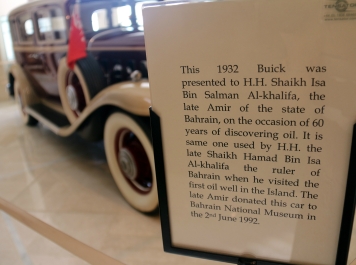 This 1932 Buick was
presented to H.H. Shaikh Isa
Bin Salman Al-khalifa, the
late Amir of the state of
Bahrain, on the occasion of 60
years of discovering oil. It is
same one used by H.H. the
late Shaikh Hamad Bin Isa
Al-khalifa the ruler of
Bahrain when he visited the
first oil well in the Island. The
late Amir donated this car to
Bahrain National Museum in
the 2nd June 1992.